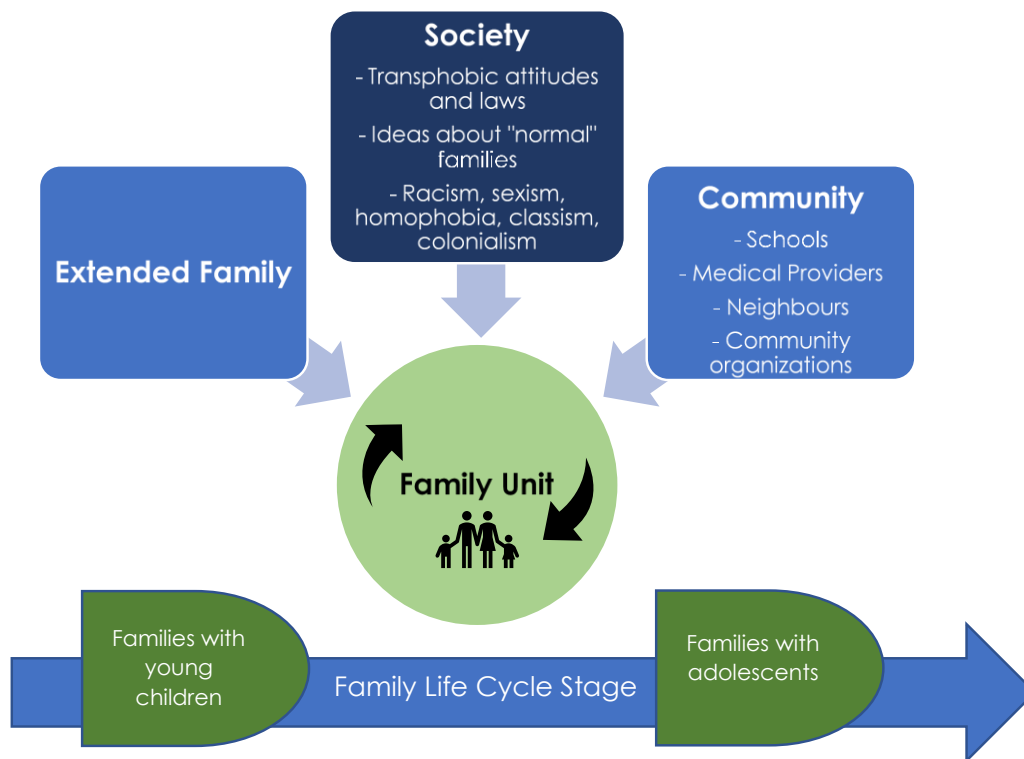 Society
- Transphobic attitudes
and laws
- Ideas about "normal"
families
- Racism, sexism,
homophobia, classism,
colonialism
Extended Family
Community
- Schools
- Medical Providers
- Neighbours
- Community
organizations
Family Unit
Families with
young
children
Family Life Cycle Stage
Families with
adolescents